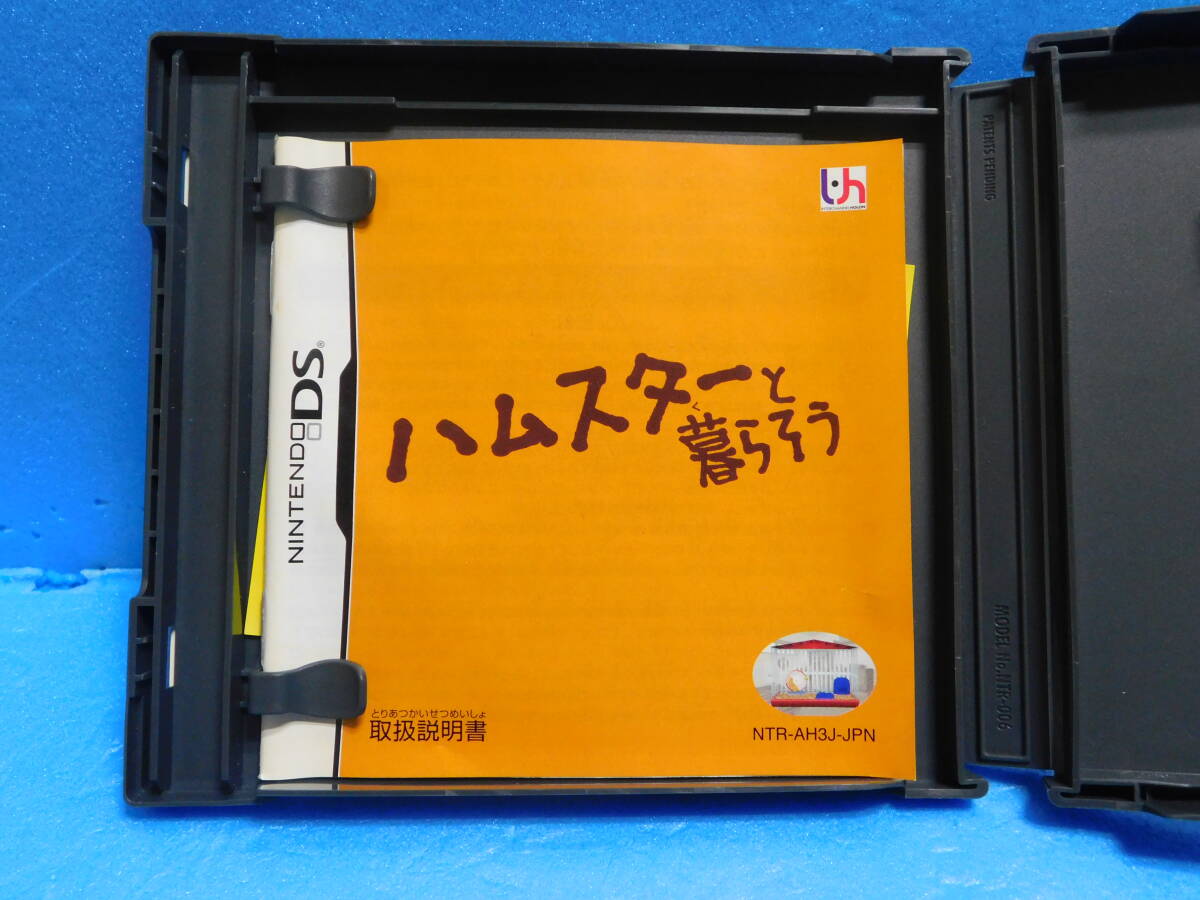 INTERCHANNEL-HOLON
NINTENDO DS®
ハムスターと
く
暮らそう
とりあつかいせつめいしょ
取扱説明書
NTR-AH3J-JPN
PATENTS PENDING
MODEL No.NTR-006